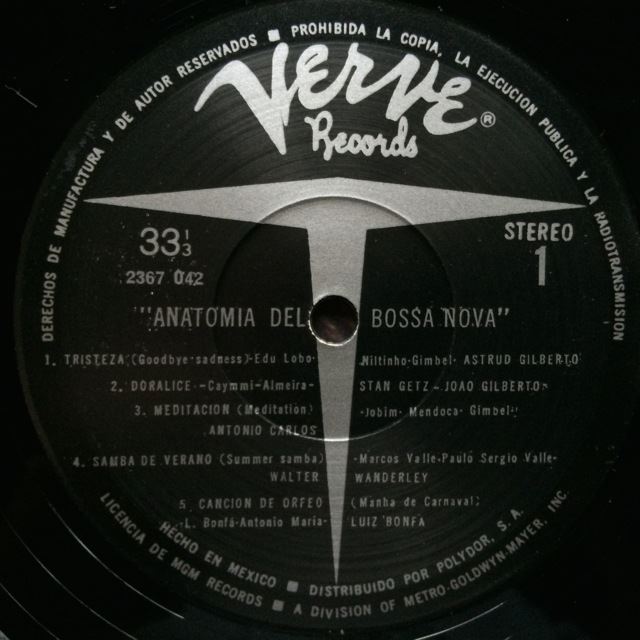 DERECHOS DE MANUFACTURA Y DE AUTOR RESERVADOS ■ PROHIBIDA LA COPIA, LA EJECUCION PUBLICA Y LA RADIOTRANSMISION
Verve ®
Records
33⅓
STEREO
2367 042
1
"ANATOMIA DEL BOSSA NOVA"
1. TRISTEZA (Goodbye sadness)-Edu Lobo- Niltinho-Gimbel- ASTRUD GILBERTO
2. DORALICE -Caymmi-Almeira- STAN GETZ - JOAO GILBERTO-
3. MEDITACION (Meditation) -Jobim- Mendoca- Gimbel-
ANTONIO CARLOS
4. SAMBA DE VERANO (Summer samba) -Marcos Valle-Paulo Sergio Valle-
WALTER WANDERLEY
5. CANCION DE ORFEO (Manha de Carnaval)
-L. Bonfá-Antonio Maria- LUIZ BONFA
HECHO EN MEXICO ■ DISTRIBUIDO POR POLYDOR, S.A.
LICENCIA DE MGM RECORDS ■ A DIVISION OF METRO-GOLDWYN-MAYER, INC.